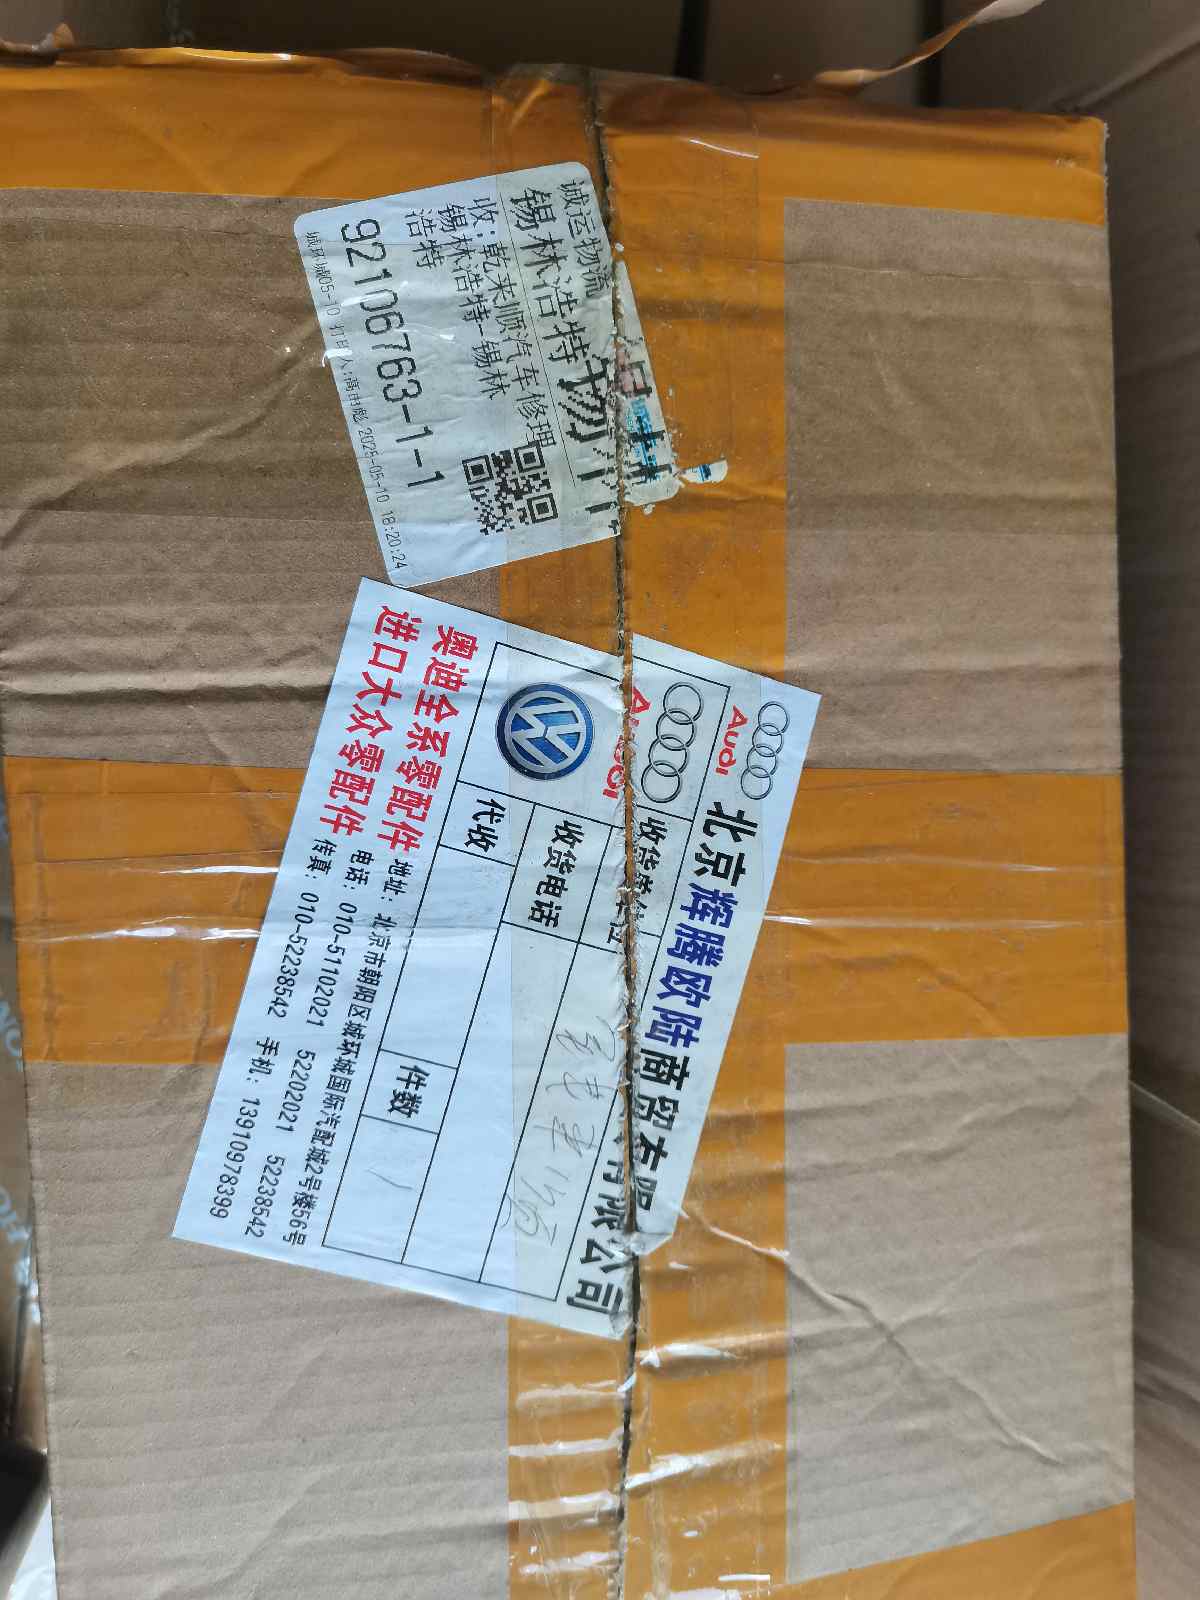 诚运物流
锡林浩特
收:乾来顺汽车修理
锡林浩特-锡林
浩特
92106763-1-1
2025-05-10 18:20:24
Audi
北京辉腾欧陆商贸有限公司
Audi
收货单位
收货电话
代收
件数
1
奥迪全系零配件
进口大众零配件
地址:北京市朝阳区城环城国际汽配城2号楼56号
电话:010-51102021 52202021 52238542
传真:010-52238542 手机:13910978399